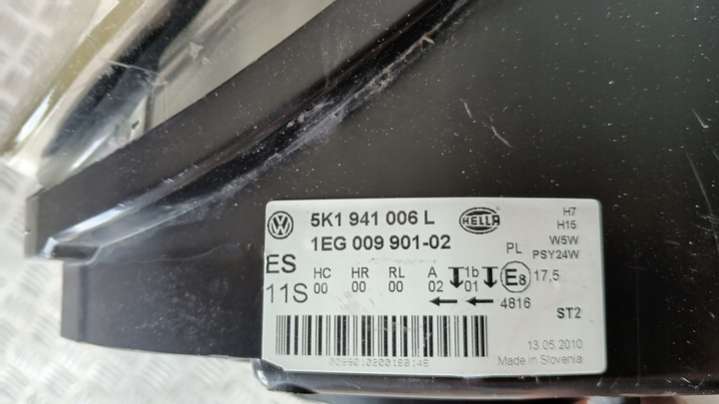 5K1 941 006 L
HELLA
H7
H15
1EG 009 901-02
W5W
PL
PSY24W
ES
HC HR RL A 1b
E8
17,5
11S
00 00 00 02 01
4816
ST2
13.05.2010
Made in Slovenia